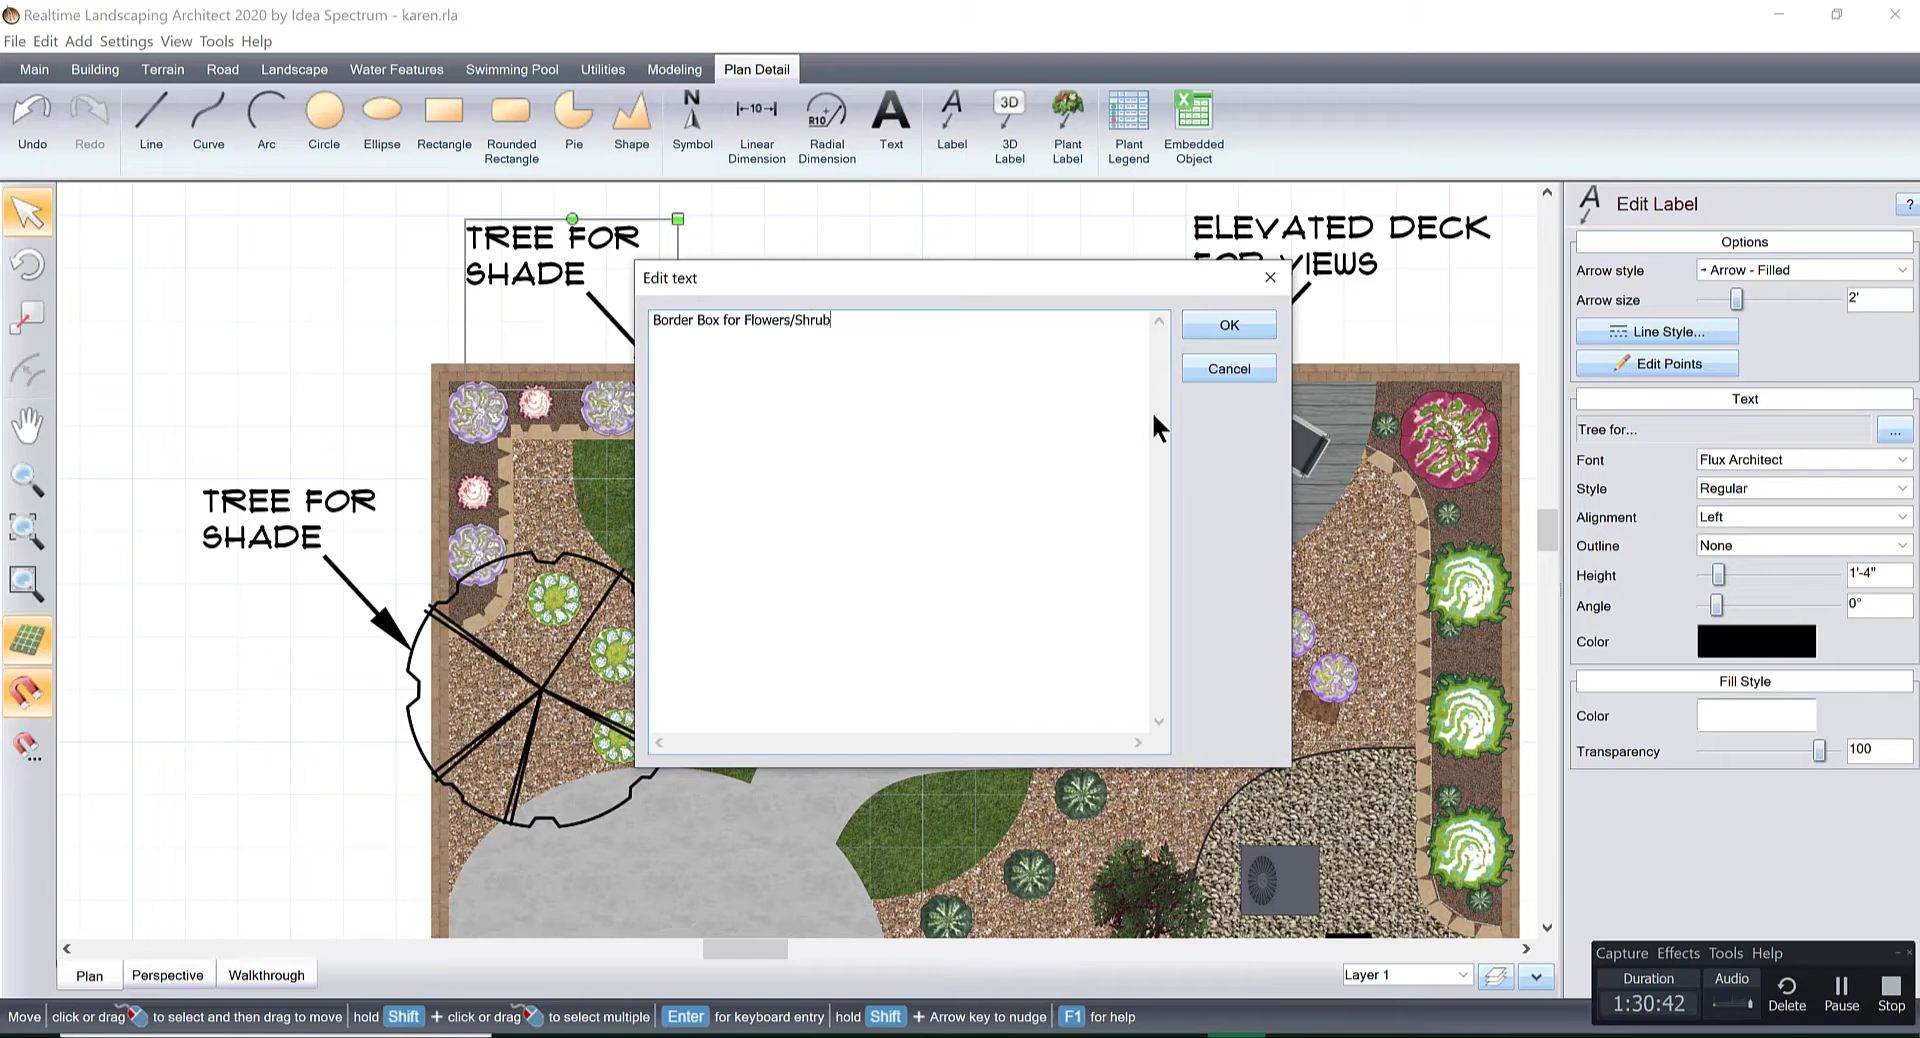 Realtime Landscaping Architect 2020 by Idea Spectrum - karen.rla
File Edit Add Settings View Tools Help
Main Building Terrain Road Landscape Water Features Swimming Pool Utilities Modeling Plan Detail
N
10
R10
A
A
3D
A
Undo Redo Line Curve Arc Circle Ellipse Rectangle Rounded Rectangle Pie Shape Symbol Linear Dimension Radial Dimension Text Label 3D Label Plant Label Plant Legend Embedded Object
TREE FOR
SHADE
ELEVATED DECK
FOR VIEWS
TREE FOR
SHADE
Edit text
Border Box for Flowers/Shrub
OK
Cancel
A Edit Label ?
Options
Arrow style Arrow - Filled
Arrow size 2'
Line Style...
Edit Points
Text
Tree for... ...
Font Flux Architect
Style Regular
Alignment Left
Outline None
Height 1'-4"
Angle 0°
Color
Fill Style
Color
Transparency 100
Plan Perspective Walkthrough
Layer 1
Capture Effects Tools Help
Duration Audio
1:30:42 Delete Pause Stop
Move click or drag to select and then drag to move hold Shift + click or drag to select multiple Enter for keyboard entry hold Shift + Arrow key to nudge F1 for help